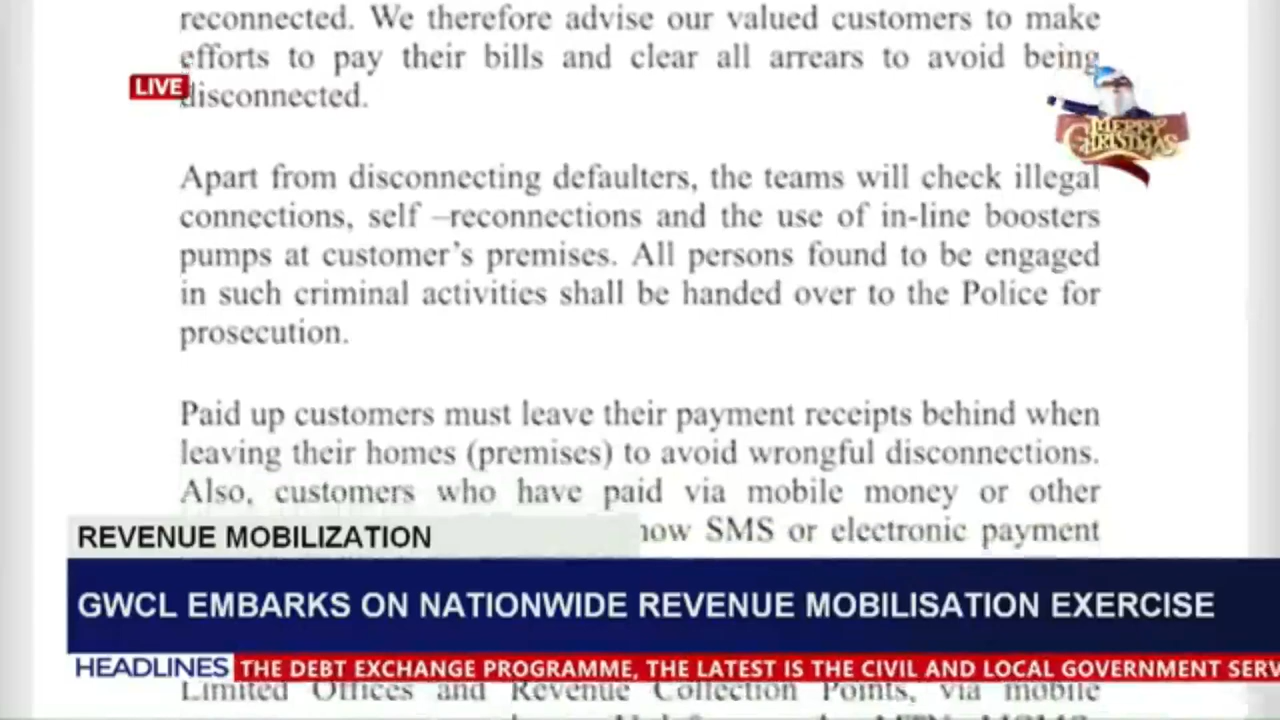 reconnected. We therefore advise our valued customers to make
efforts to pay their bills and clear all arrears to avoid being
LIVE
disconnected.
MERRY
CHRISTMAS
Apart from disconnecting defaulters, the teams will check illegal
connections, self –reconnections and the use of in-line boosters
pumps at customer's premises. All persons found to be engaged
in such criminal activities shall be handed over to the Police for
prosecution.
Paid up customers must leave their payment receipts behind when
leaving their homes (premises) to avoid wrongful disconnections.
Also, customers who have paid via mobile money or other
SMS or electronic payment
REVENUE MOBILIZATION
GWCL EMBARKS ON NATIONWIDE REVENUE MOBILISATION EXERCISE
HEADLINES THE DEBT EXCHANGE PROGRAMME, THE LATEST IS THE CIVIL AND LOCAL GOVERNMENT SERV
Limited Offices and Revenue Collection Points, via mobile